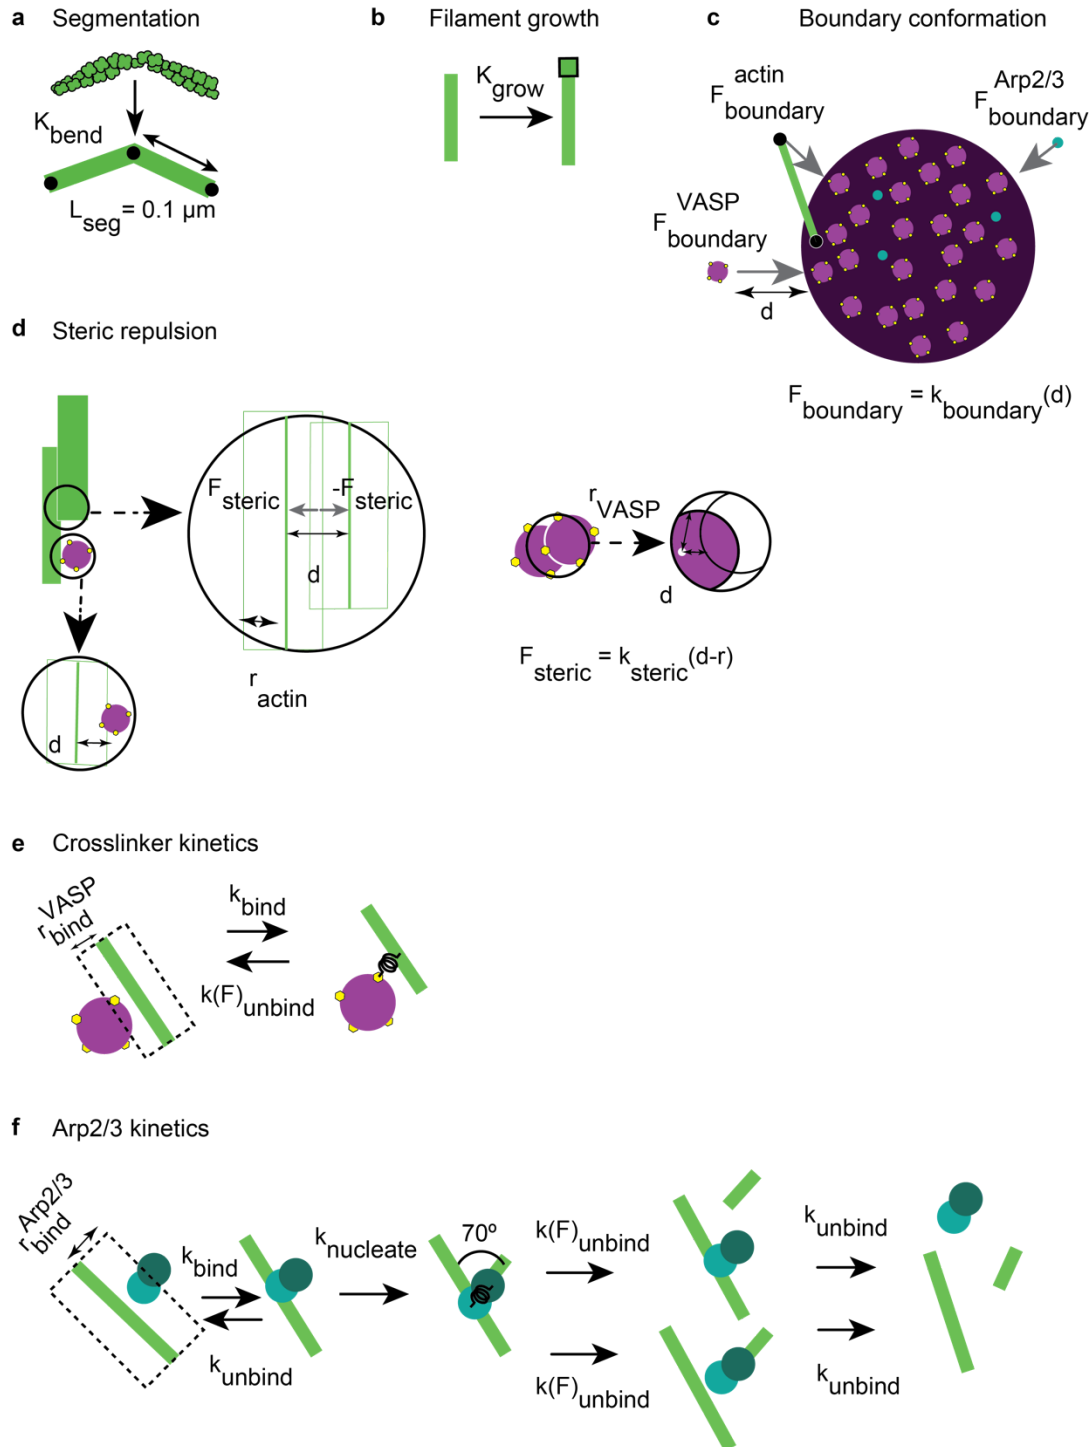 a Segmentation
K bend
L seg = 0.1 µm
b Filament growth
K grow
c Boundary conformation
F actin boundary
F Arp2/3 boundary
F VASP boundary
d
F boundary = k boundary (d)
d Steric repulsion
F steric
-F steric
d
r actin
d
r VASP
d
F steric = k steric (d-r)
e Crosslinker kinetics
r VASP bind
k bind
k(F) unbind
f Arp2/3 kinetics
r Arp2/3 bind
k bind
k unbind
k nucleate
70º
k(F) unbind
k(F) unbind
k unbind
k unbind